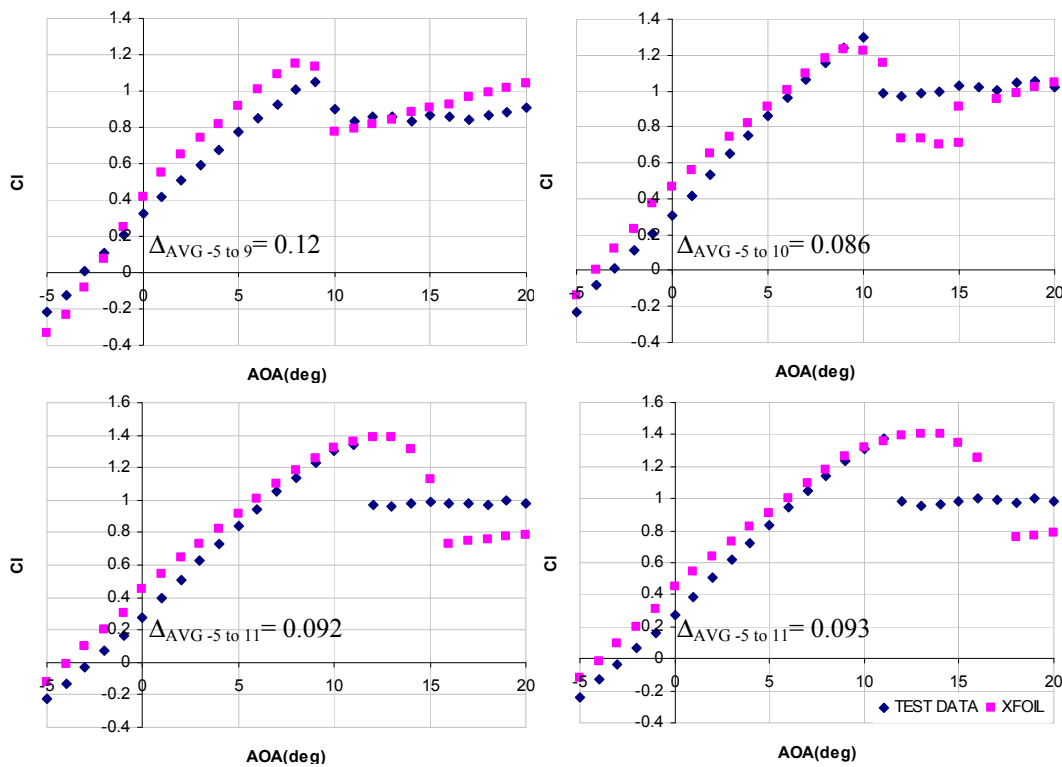 1.4
1.2
1
0.8
0.6
0.4
0.2
0
-0.2
-0.4
Cl
-5 0 5 10 15 20
AOA(deg)
Δ AVG -5 to 9 = 0.12
1.4
1.2
1
0.8
0.6
0.4
0.2
0
-0.2
-0.4
Cl
-5 0 5 10 15 20
AOA(deg)
Δ AVG -5 to 10 = 0.086
1.6
1.4
1.2
1
0.8
0.6
0.4
0.2
0
-0.2
-0.4
Cl
-5 0 5 10 15 20
AOA(deg)
Δ AVG -5 to 11 = 0.092
1.6
1.4
1.2
1
0.8
0.6
0.4
0.2
0
-0.2
-0.4
Cl
-5 0 5 10 15 20
AOA(deg)
Δ AVG -5 to 11 = 0.093
TEST DATA XFOIL